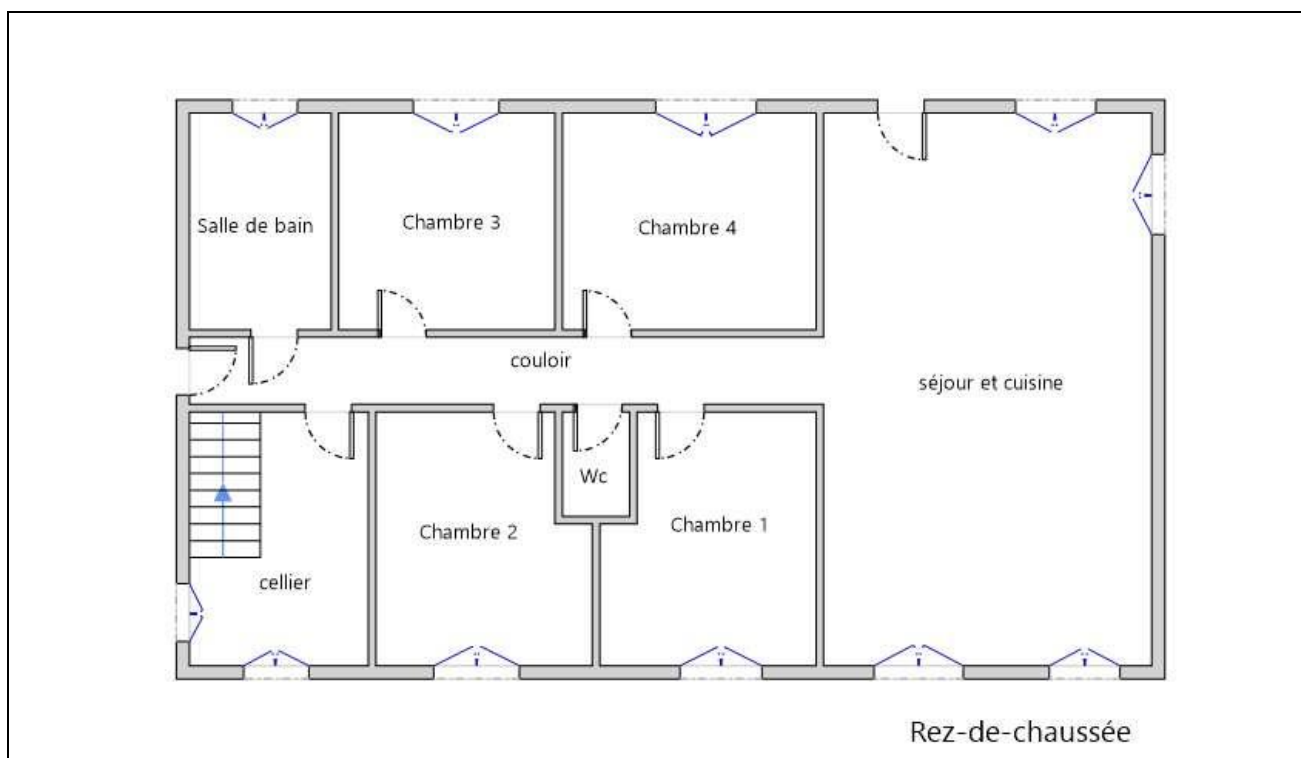 Salle de bain
Chambre 3
Chambre 4
couloir
séjour et cuisine
Wc
Chambre 1
Chambre 2
cellier
Rez-de-chaussée